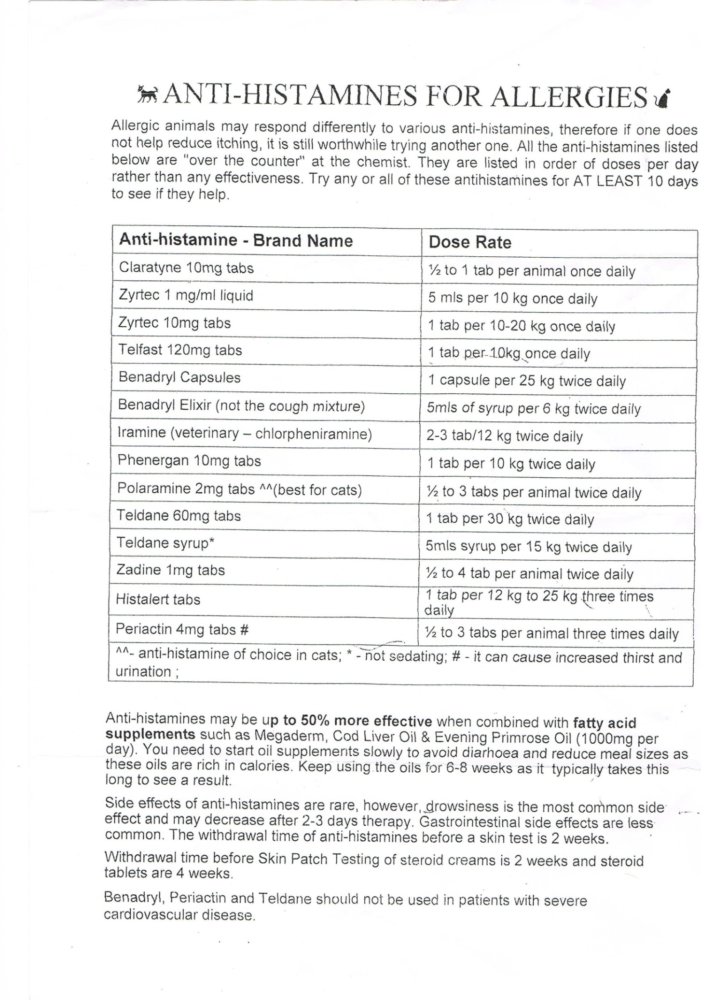 ANTI-HISTAMINES FOR ALLERGIES
Allergic animals may respond differently to various anti-histamines, therefore if one does
not help reduce itching, it is still worthwhile trying another one. All the anti-histamines listed
below are "over the counter" at the chemist. They are listed in order of doses per day
rather than any effectiveness. Try any or all of these antihistamines for AT LEAST 10 days
to see if they help.
Anti-histamine - Brand Name Dose Rate
Claratyne 10mg tabs ½ to 1 tab per animal once daily
Zyrtec 1 mg/ml liquid 5 mls per 10 kg once daily
Zyrtec 10mg tabs 1 tab per 10-20 kg once daily
Telfast 120mg tabs 1 tab per 10kg once daily
Benadryl Capsules 1 capsule per 25 kg twice daily
Benadryl Elixir (not the cough mixture) 5mls of syrup per 6 kg twice daily
Iramine (veterinary – chlorpheniramine) 2-3 tab/12 kg twice daily
Phenergan 10mg tabs 1 tab per 10 kg twice daily
Polaramine 2mg tabs ^^(best for cats) ½ to 3 tabs per animal twice daily
Teldane 60mg tabs 1 tab per 30 kg twice daily
Teldane syrup* 5mls syrup per 15 kg twice daily
Zadine 1mg tabs ½ to 4 tab per animal twice daily
Histalert tabs 1 tab per 12 kg to 25 kg three times
daily
Periactin 4mg tabs # ½ to 3 tabs per animal three times daily
^^- anti-histamine of choice in cats; * - not sedating; # - it can cause increased thirst and
urination ;
Anti-histamines may be up to 50% more effective when combined with fatty acid
supplements such as Megaderm, Cod Liver Oil & Evening Primrose Oil (1000mg per
day). You need to start oil supplements slowly to avoid diarhoea and reduce meal sizes as
these oils are rich in calories. Keep using the oils for 6-8 weeks as it typically takes this
long to see a result.
Side effects of anti-histamines are rare, however, drowsiness is the most common side
effect and may decrease after 2-3 days therapy. Gastrointestinal side effects are less
common. The withdrawal time of anti-histamines before a skin test is 2 weeks.
Withdrawal time before Skin Patch Testing of steroid creams is 2 weeks and steroid
tablets are 4 weeks.
Benadryl, Periactin and Teldane should not be used in patients with severe
cardiovascular disease.